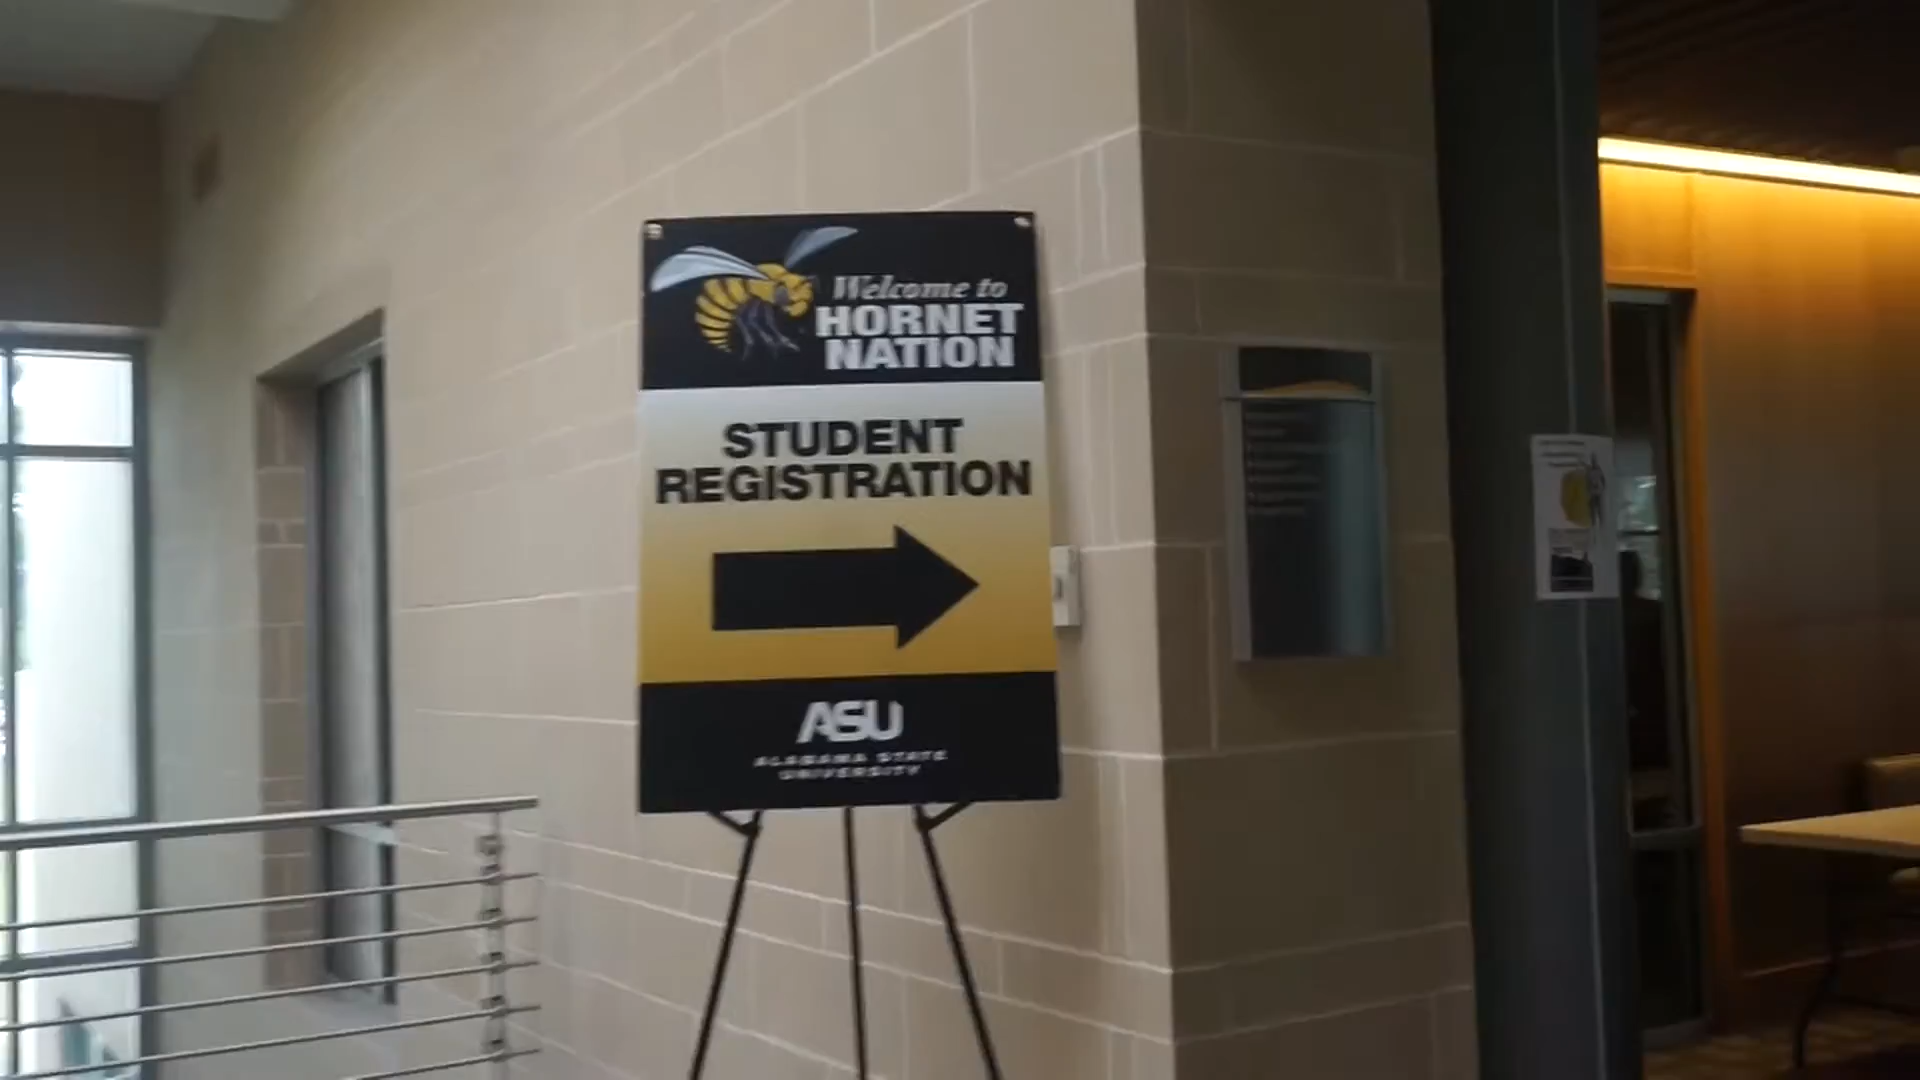 Welcome to
HORNET
NATION
STUDENT
REGISTRATION
ASU
ALABAMA STATE
UNIVERSITY